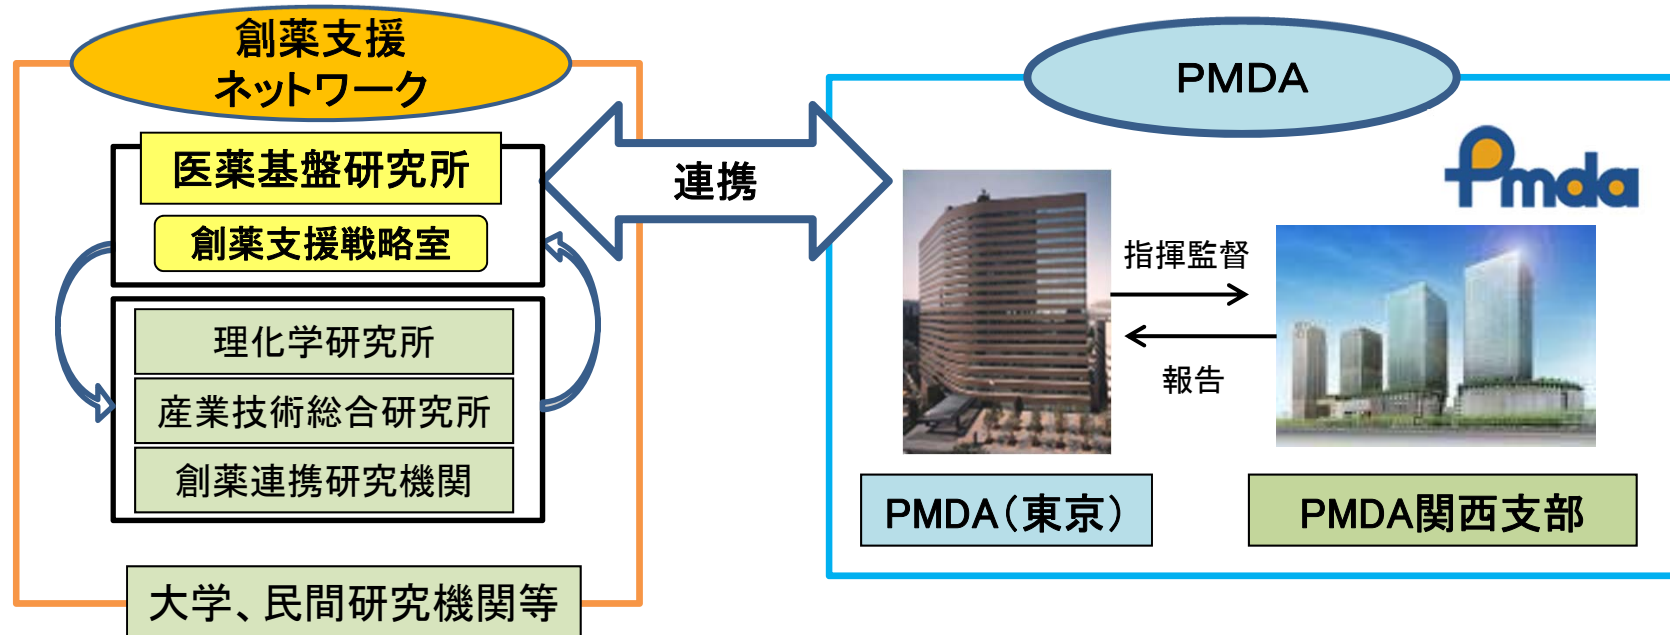 創薬支援
ネットワーク
医薬基盤研究所
創薬支援戦略室
理化学研究所
産業技術総合研究所
創薬連携研究機関
大学、民間研究機関等
連携
PMDA
Pmda
指揮監督
報告
PMDA（東京）
PMDA関西支部